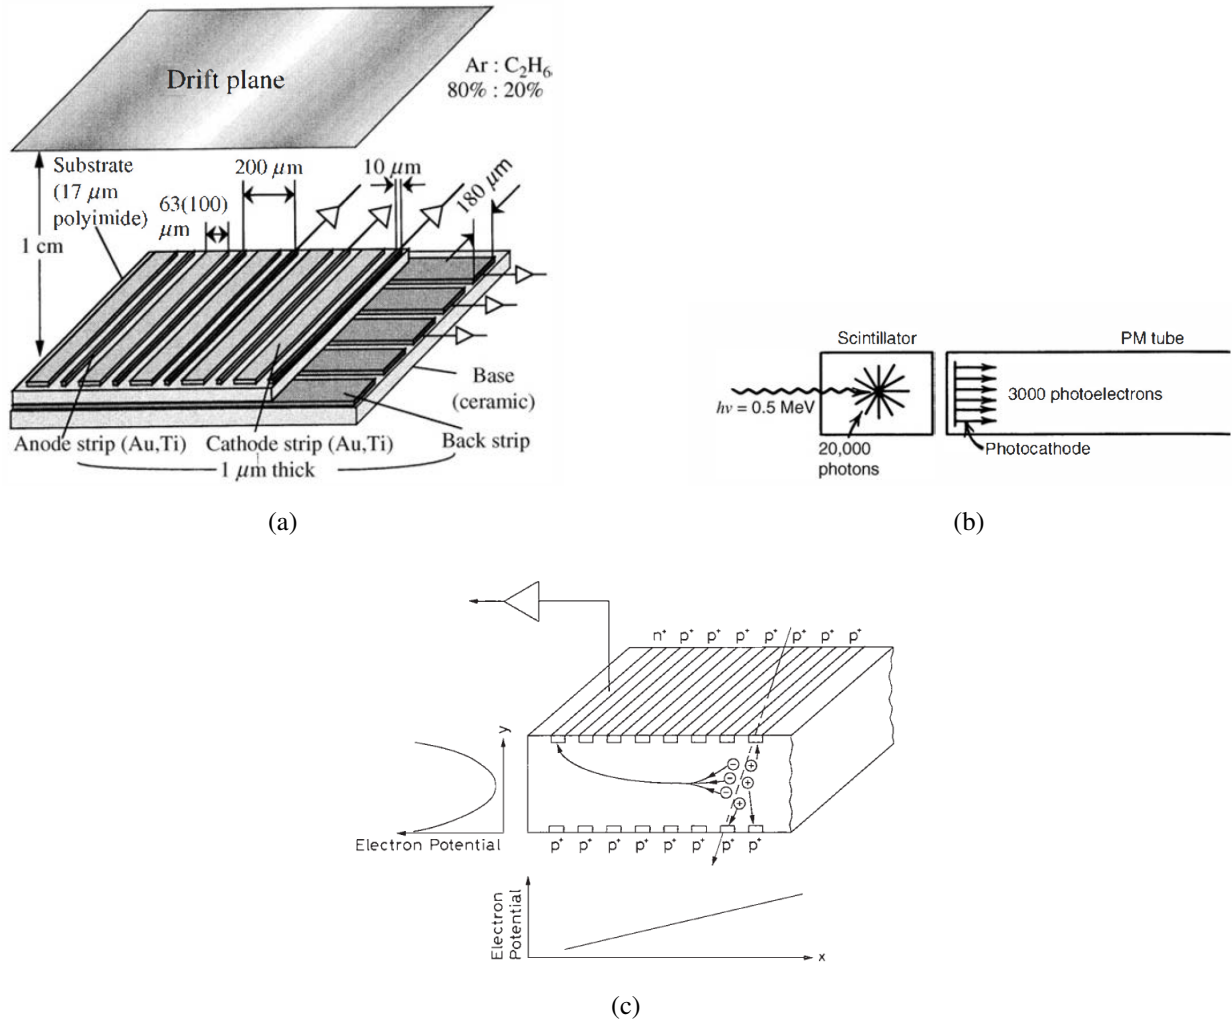 Drift plane
Ar : C₂H₆
80% : 20%
Substrate
(17 μm
polyimide)
200 μm
10 μm
180 μm
63(100)
μm
1 cm
Base
(ceramic)
Anode strip (Au,Ti)
Cathode strip (Au,Ti)
Back strip
1 μm thick
(a)
Scintillator
PM tube
hν = 0.5 MeV
3000 photoelectrons
Photocathode
20,000
photons
(b)
n⁺ p⁺ p⁺ p⁺ p⁺ p⁺ p⁺ p⁺
y
− − −
+ + +
Electron Potential
p⁺ p⁺ p⁺ p⁺ p⁺ p⁺ p⁺ p⁺
Electron
Potential
x
(c)